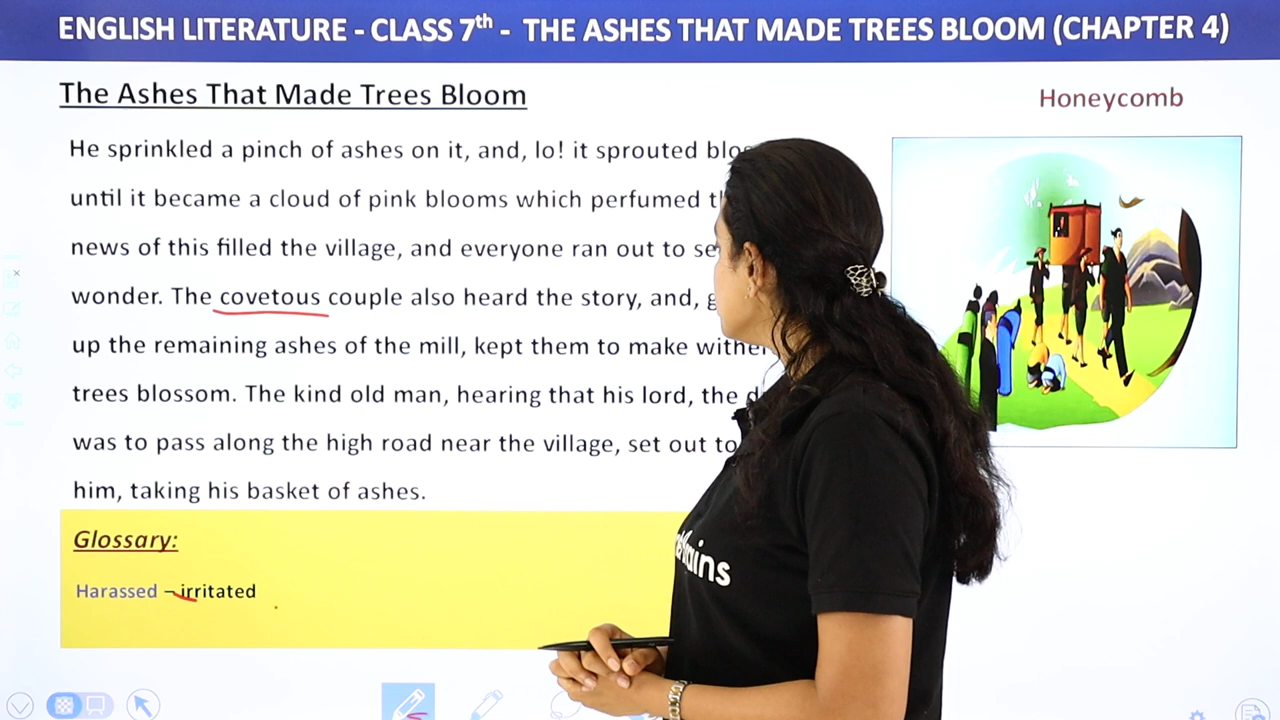 ENGLISH LITERATURE - CLASS 7th - THE ASHES THAT MADE TREES BLOOM (CHAPTER 4)
The Ashes That Made Trees Bloom
Honeycomb
He sprinkled a pinch of ashes on it, and, lo! it sprouted
until it became a cloud of pink blooms which perfumed
news of this filled the village, and everyone ran out to
wonder. The covetous couple also heard the story, and,
up the remaining ashes of the mill, kept them to make
trees blossom. The kind old man, hearing that his lord, the
was to pass along the high road near the village, set out to
him, taking his basket of ashes.
Glossary:
Harassed – irritated